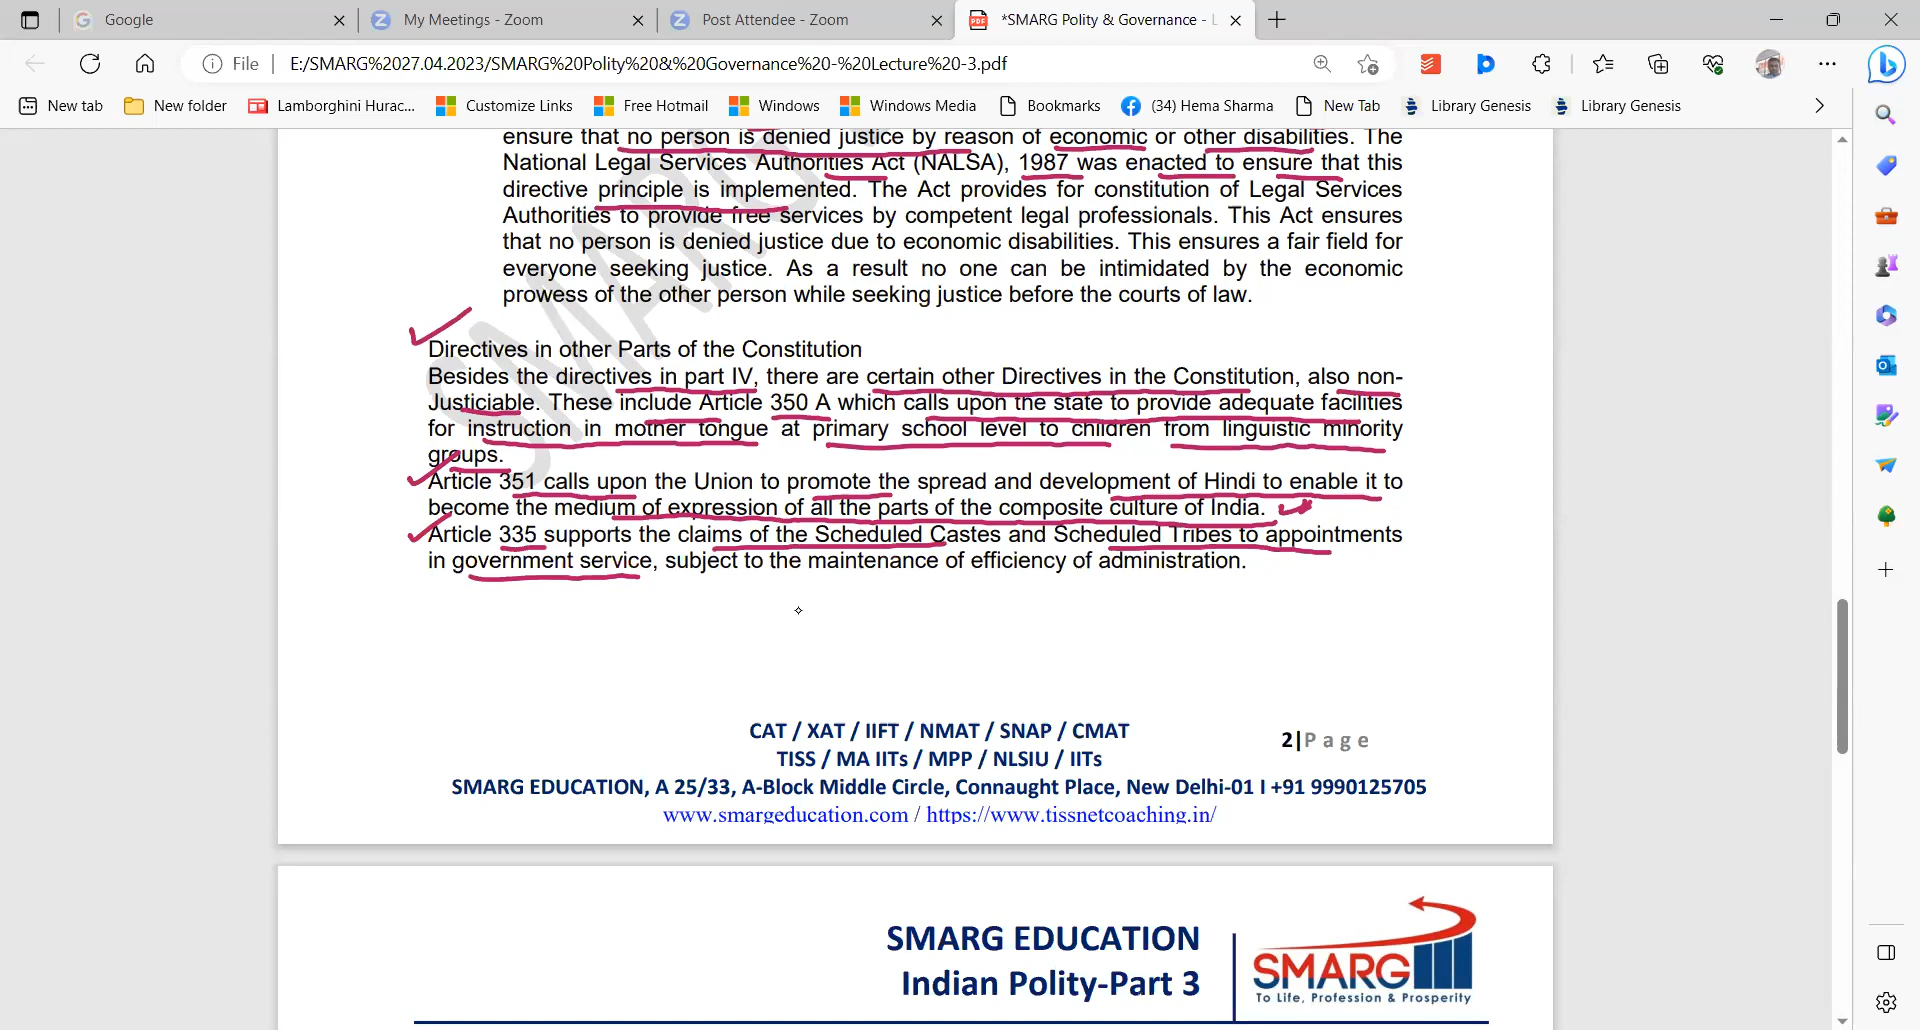 Google
My Meetings - Zoom
Post Attendee - Zoom
*SMARG Polity & Governance - L
File
E:/SMARG%2027.04.2023/SMARG%20Polity%20&%20Governance%20-%20Lecture%20-3.pdf
New tab
New folder
Lamborghini Hurac...
Customize Links
Free Hotmail
Windows
Windows Media
Bookmarks
(34) Hema Sharma
New Tab
Library Genesis
Library Genesis
ensure that no person is denied justice by reason of economic or other disabilities. The
National Legal Services Authorities Act (NALSA), 1987 was enacted to ensure that this
directive principle is implemented. The Act provides for constitution of Legal Services
Authorities to provide free services by competent legal professionals. This Act ensures
that no person is denied justice due to economic disabilities. This ensures a fair field for
everyone seeking justice. As a result no one can be intimidated by the economic
prowess of the other person while seeking justice before the courts of law.
Directives in other Parts of the Constitution
Besides the directives in part IV, there are certain other Directives in the Constitution, also non-
Justiciable. These include Article 350 A which calls upon the state to provide adequate facilities
for instruction in mother tongue at primary school level to children from linguistic minority
groups.
Article 351 calls upon the Union to promote the spread and development of Hindi to enable it to
become the medium of expression of all the parts of the composite culture of India.
Article 335 supports the claims of the Scheduled Castes and Scheduled Tribes to appointments
in government service, subject to the maintenance of efficiency of administration.
SMARG
CAT / XAT / IIFT / NMAT / SNAP / CMAT
TISS / MA IITs / MPP / NLSIU / IITs
2|Page
SMARG EDUCATION, A 25/33, A-Block Middle Circle, Connaught Place, New Delhi-01 I +91 9990125705
www.smargeducation.com / https://www.tissnetcoaching.in/
SMARG EDUCATION
Indian Polity-Part 3
SMARG
To Life, Profession & Prosperity